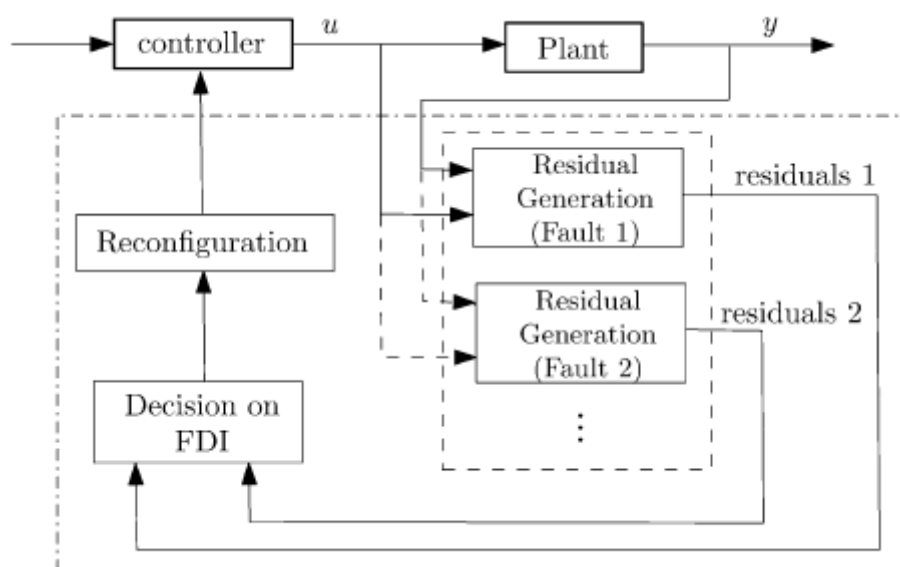 controller
u
Plant
y
Residual
Generation
(Fault 1)
residuals 1
Reconfiguration
Residual
Generation
(Fault 2)
residuals 2
Decision on
FDI
⋮